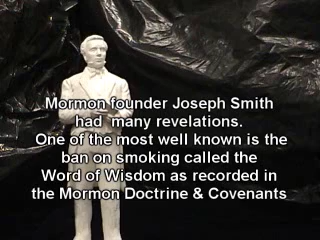 Mormon founder Joseph Smith
had many revelations.
One of the most well known is the
ban on smoking called the
Word of Wisdom as recorded in
the Mormon Doctrine & Covenants